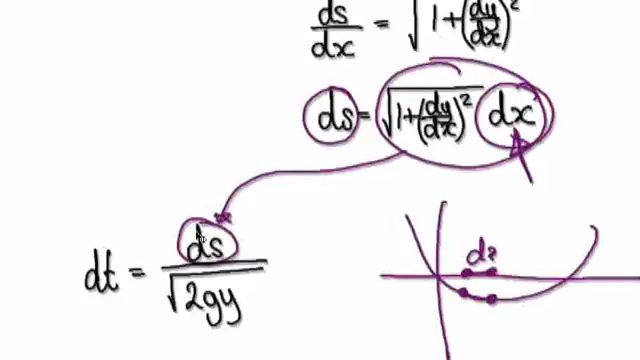 ds/dx = √1+(dy/dx)²
ds = √1+(dy/dx)² dx
dt = ds/√2gy